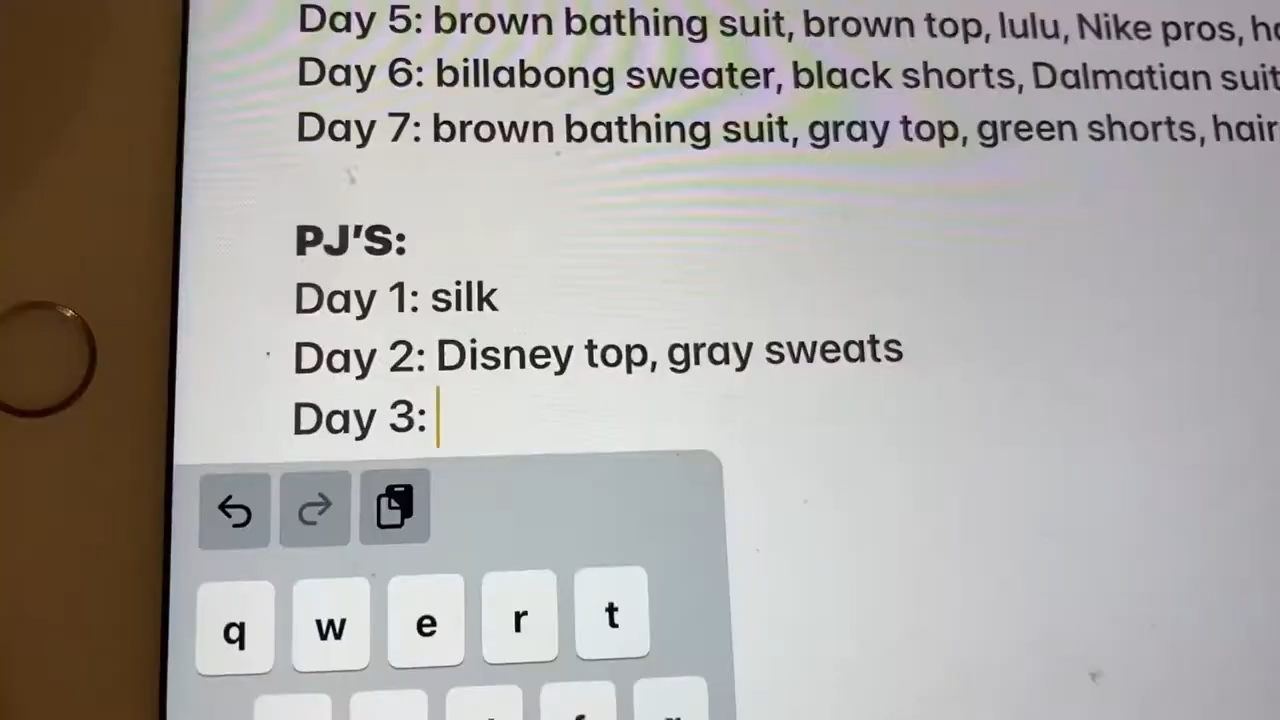 Day 5: brown bathing suit, brown top, lulu, Nike pros,
Day 6: billabong sweater, black shorts, Dalmatian suit
Day 7: brown bathing suit, gray top, green shorts, hair
PJ'S:
Day 1: silk
Day 2: Disney top, gray sweats
Day 3:
q w e r t